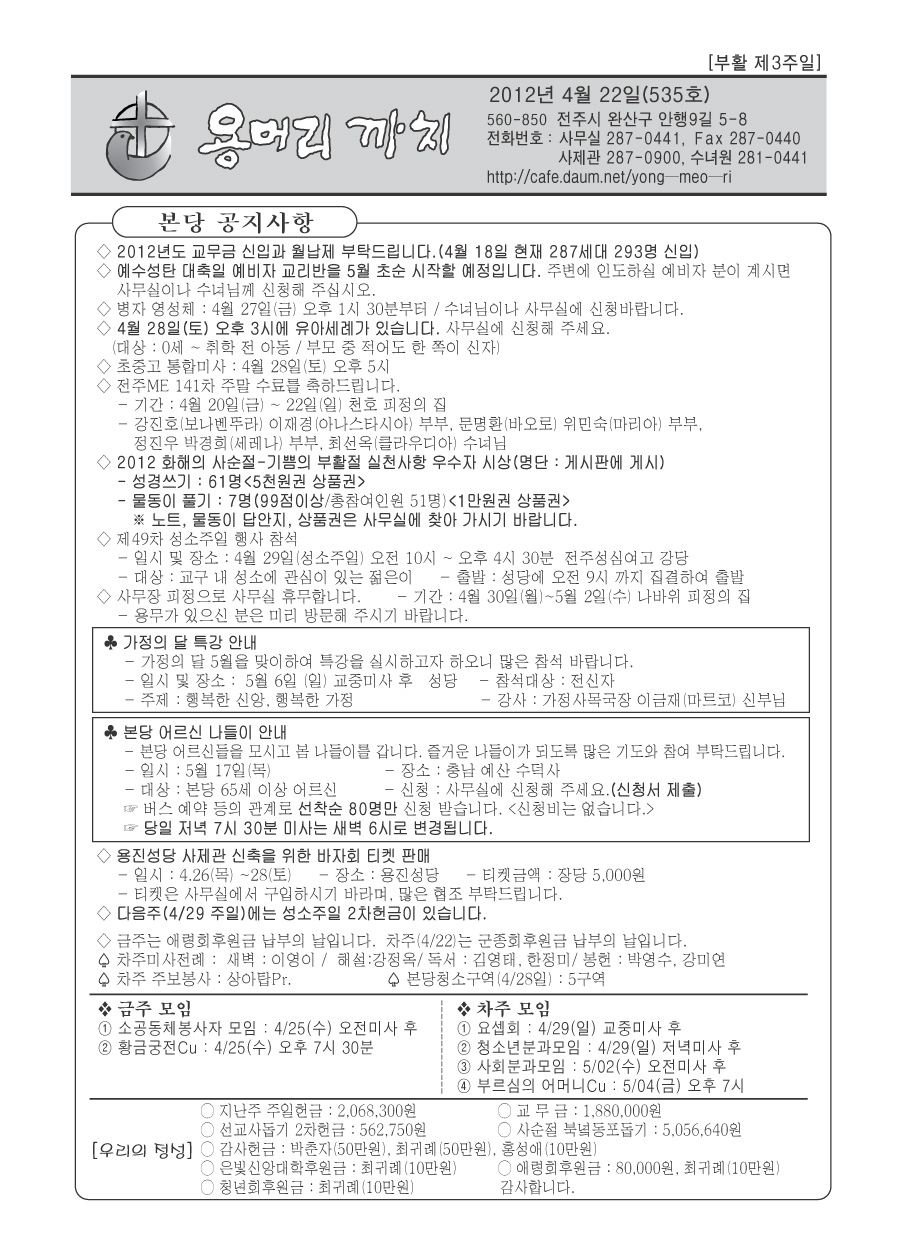 [부활 제3주일]
용머리 까치
2012년 4월 22일(535호)
560-850 전주시 완산구 안행9길 5-8
전화번호 : 사무실 287-0441, Fax 287-0440
사제관 287-0900, 수녀원 281-0441
http://cafe.daum.net/yong—meo—ri
본당 공지사항
◇ 2012년도 교무금 신입과 월납제 부탁드립니다.(4월 18일 현재 287세대 293명 신입)
◇ 예수성탄 대축일 예비자 교리반을 5월 초순 시작할 예정입니다. 주변에 인도하실 예비자 분이 계시면
사무실이나 수녀님께 신청해 주십시오.
◇ 병자 영성체 : 4월 27일(금) 오후 1시 30분부터 / 수녀님이나 사무실에 신청바랍니다.
◇ 4월 28일(토) 오후 3시에 유아세례가 있습니다. 사무실에 신청해 주세요.
(대상 : 0세 ~ 취학 전 아동 / 부모 중 적어도 한 쪽이 신자)
◇ 초중고 통합미사 : 4월 28일(토) 오후 5시
◇ 전주ME 141차 주말 수료를 축하드립니다.
- 기간 : 4월 20일(금) ~ 22일(일) 천호 피정의 집
- 강진호(보나벤뚜라) 이재경(아나스타시아) 부부, 문명환(바오로) 위민숙(마리아) 부부,
정진우 박경희(세레나) 부부, 최선옥(클라우디아) 수녀님
◇ 2012 화해의 사순절-기쁨의 부활절 실천사항 우수자 시상(명단 : 게시판에 게시)
- 성경쓰기 : 61명<5천원권 상품권>
- 물동이 풀기 : 7명(99점이상/총참여인원 51명)<1만원권 상품권>
※ 노트, 물동이 답안지, 상품권은 사무실에 찾아 가시기 바랍니다.
◇ 제49차 성소주일 행사 참석
- 일시 및 장소 : 4월 29일(성소주일) 오전 10시 ~ 오후 4시 30분 전주성심여고 강당
- 대상 : 교구 내 성소에 관심이 있는 젊은이 - 출발 : 성당에 오전 9시 까지 집결하여 출발
◇ 사무장 피정으로 사무실 휴무합니다. - 기간 : 4월 30일(월)~5월 2일(수) 나바위 피정의 집
- 용무가 있으신 분은 미리 방문해 주시기 바랍니다.
♣ 가정의 달 특강 안내
- 가정의 달 5월을 맞이하여 특강을 실시하고자 하오니 많은 참석 바랍니다.
- 일시 및 장소 : 5월 6일 (일) 교중미사 후 성당 - 참석대상 : 전신자
- 주제 : 행복한 신앙, 행복한 가정 - 강사 : 가정사목국장 이금재(마르코) 신부님
♣ 본당 어르신 나들이 안내
- 본당 어르신들을 모시고 봄 나들이를 갑니다. 즐거운 나들이가 되도록 많은 기도와 참여 부탁드립니다.
- 일시 : 5월 17일(목) - 장소 : 충남 예산 수덕사
- 대상 : 본당 65세 이상 어르신 - 신청 : 사무실에 신청해 주세요.(신청서 제출)
☞ 버스 예약 등의 관계로 선착순 80명만 신청 받습니다. <신청비는 없습니다.>
☞ 당일 저녁 7시 30분 미사는 새벽 6시로 변경됩니다.
◇ 용진성당 사제관 신축을 위한 바자회 티켓 판매
- 일시 : 4.26(목) ~28(토) - 장소 : 용진성당 - 티켓금액 : 장당 5,000원
- 티켓은 사무실에서 구입하시기 바라며, 많은 협조 부탁드립니다.
◇ 다음주(4/29 주일)에는 성소주일 2차헌금이 있습니다.
◇ 금주는 애령회후원금 납부의 날입니다. 차주(4/22)는 군종회후원금 납부의 날입니다.
♤ 차주미사전례 : 새벽 : 이영이 / 해설:강정옥/ 독서 : 김영태, 한정미/ 봉헌 : 박영수, 강미연
♤ 차주 주보봉사 : 상아탑Pr. ♤ 본당청소구역(4/28일) : 5구역
❖ 금주 모임
① 소공동체봉사자 모임 : 4/25(수) 오전미사 후
② 황금궁전Cu : 4/25(수) 오후 7시 30분
❖ 차주 모임
① 요셉회 : 4/29(일) 교중미사 후
② 청소년분과모임 : 4/29(일) 저녁미사 후
③ 사회분과모임 : 5/02(수) 오전미사 후
④ 부르심의 어머니Cu : 5/04(금) 오후 7시
[우리의 정성]
○ 지난주 주일헌금 : 2,068,300원 ○ 교 무 금 : 1,880,000원
○ 선교사돕기 2차헌금 : 562,750원 ○ 사순절 북녘동포돕기 : 5,056,640원
○ 감사헌금 : 박춘자(50만원), 최귀례(50만원), 홍성애(10만원)
○ 은빛신앙대학후원금 : 최귀례(10만원) ○ 애령회후원금 : 80,000원, 최귀례(10만원)
○ 청년회후원금 : 최귀례(10만원) 감사합니다.